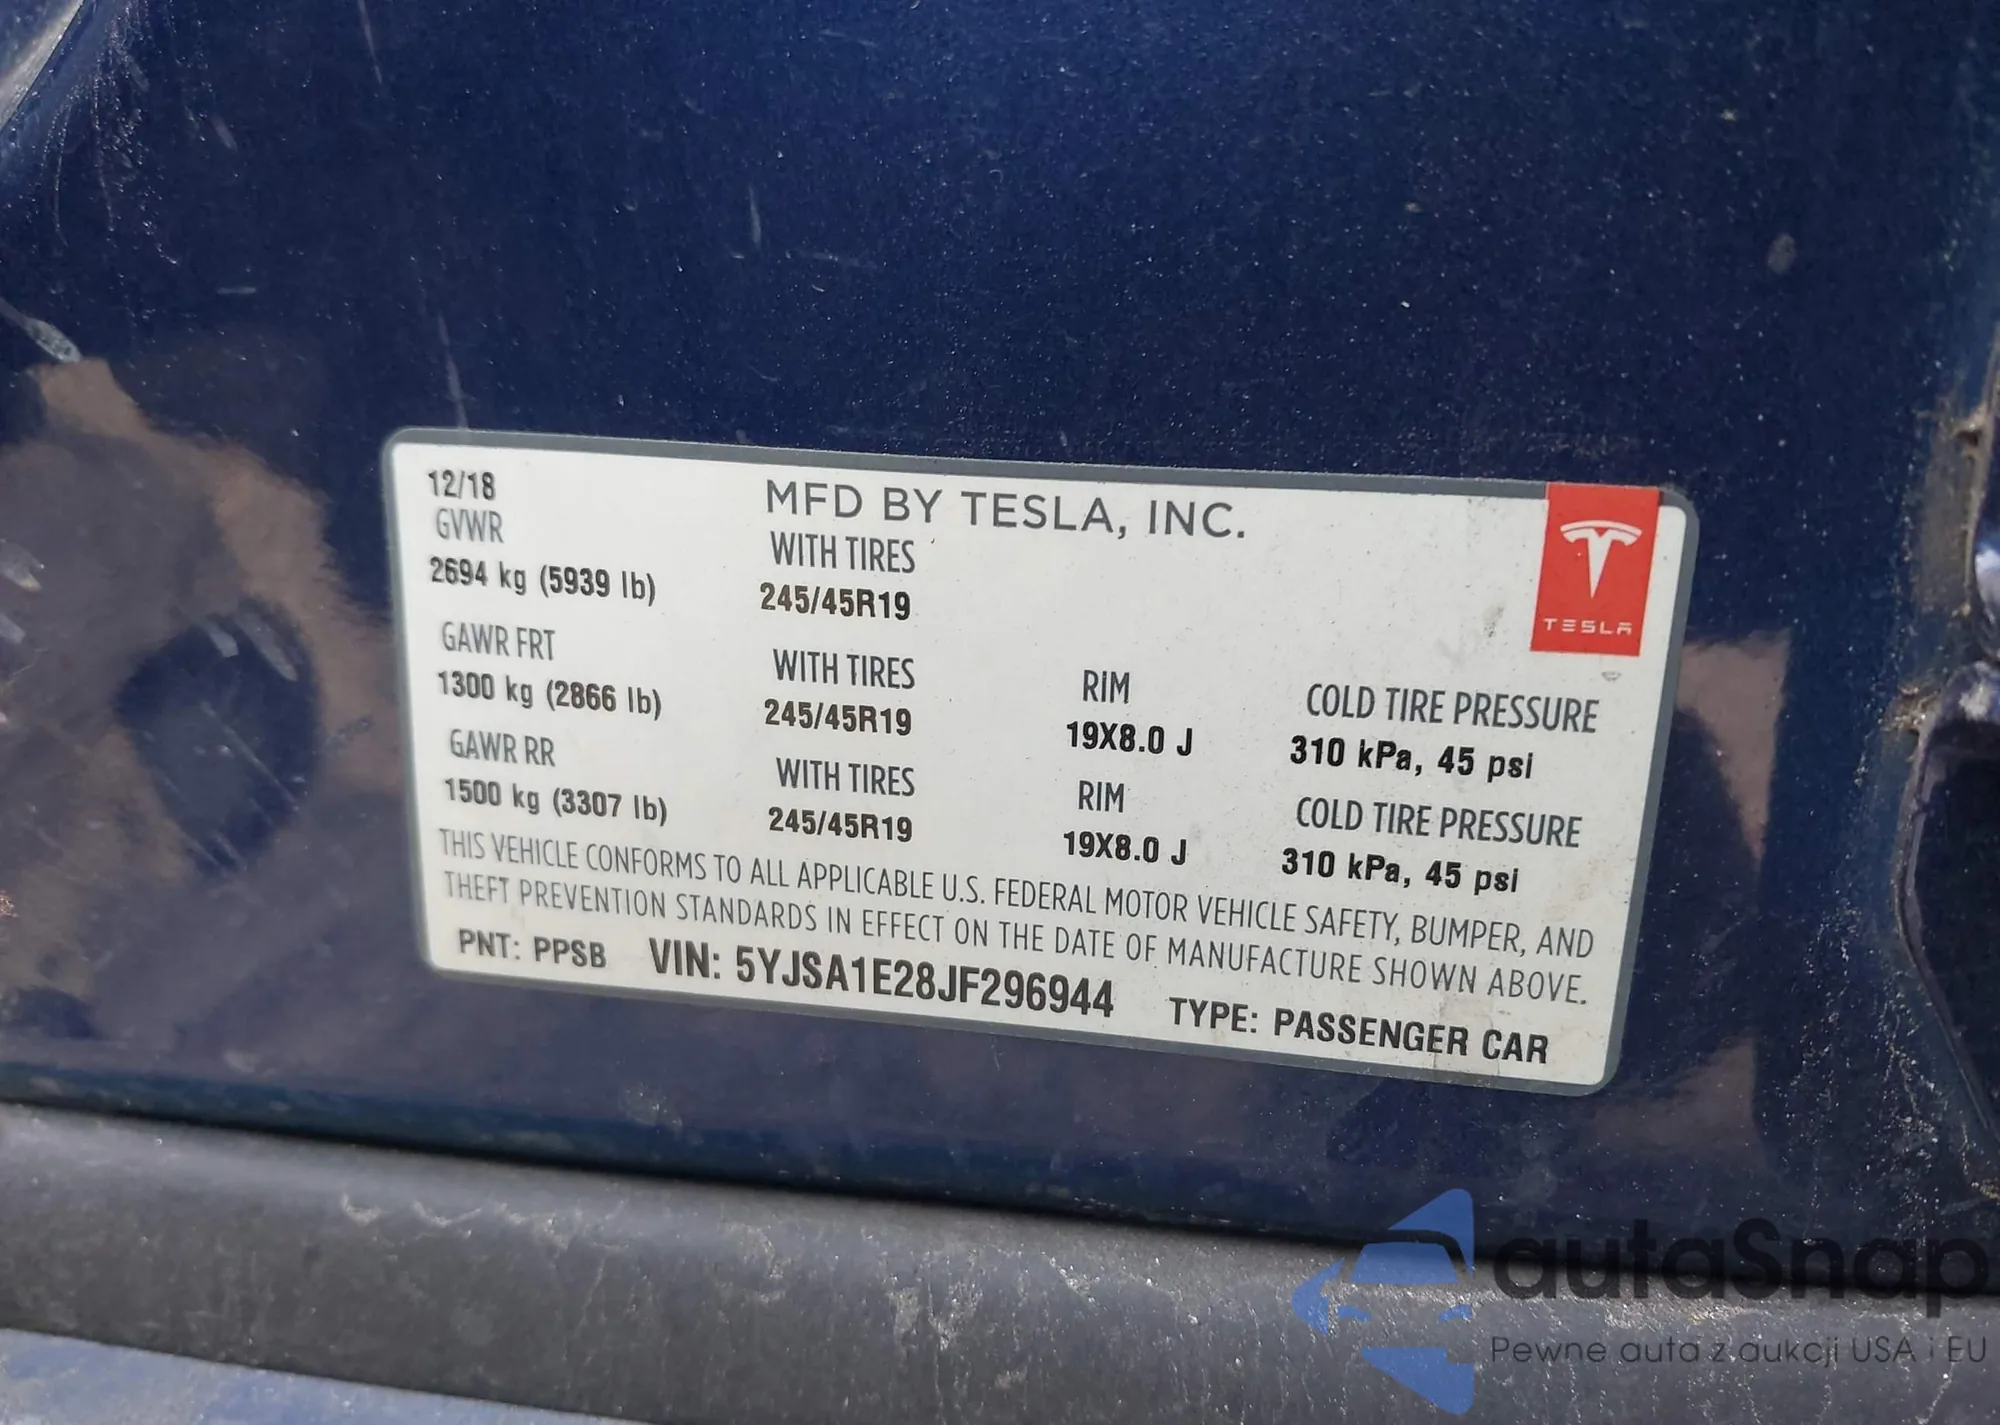 12/18
MFD BY TESLA, INC.
GVWR
WITH TIRES
2694 kg (5939 lb)
245/45R19
TESLA
GAWR FRT
WITH TIRES
RIM
COLD TIRE PRESSURE
1300 kg (2866 lb)
245/45R19
19X8.0 J
310 kPa, 45 psi
GAWR RR
WITH TIRES
RIM
COLD TIRE PRESSURE
1500 kg (3307 lb)
245/45R19
19X8.0 J
310 kPa, 45 psi
THIS VEHICLE CONFORMS TO ALL APPLICABLE U.S. FEDERAL MOTOR VEHICLE SAFETY, BUMPER, AND
THEFT PREVENTION STANDARDS IN EFFECT ON THE DATE OF MANUFACTURE SHOWN ABOVE.
PNT: PPSB VIN: 5YJSA1E28JF296944 TYPE: PASSENGER CAR
autaSnap
Pewne auta z aukcji USA i EU